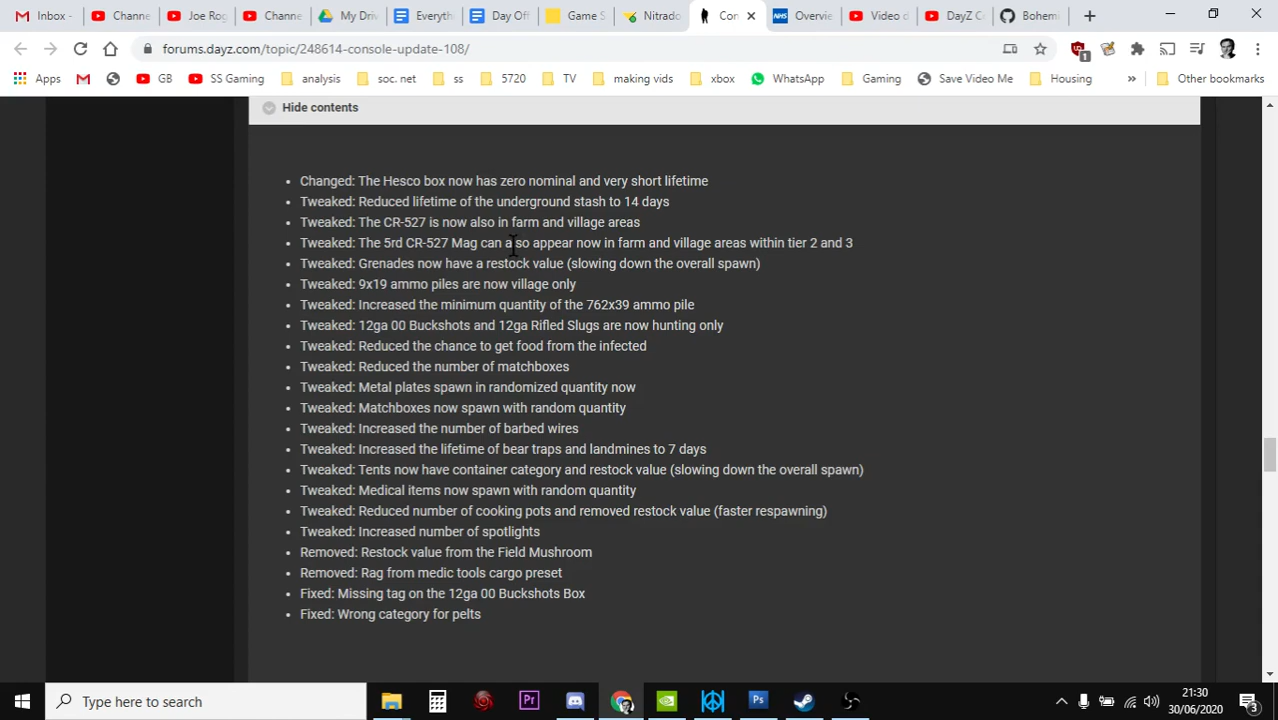 Inbox -
Channe
Joe Rog
Channe
My Driv
Everyth
Day Off
Game S
Nitrado
Con
Overvie
Video d
DayZ C
Bohemi
forums.dayz.com/topic/248614-console-update-108/
1
Apps
GB
SS Gaming
analysis
soc. net
ss
5720
TV
making vids
xbox
WhatsApp
Gaming
Save Video Me
Housing
»
Other bookmarks
Hide contents
• Changed: The Hesco box now has zero nominal and very short lifetime
• Tweaked: Reduced lifetime of the underground stash to 14 days
• Tweaked: The CR-527 is now also in farm and village areas
• Tweaked: The 5rd CR-527 Mag can also appear now in farm and village areas within tier 2 and 3
• Tweaked: Grenades now have a restock value (slowing down the overall spawn)
• Tweaked: 9x19 ammo piles are now village only
• Tweaked: Increased the minimum quantity of the 762x39 ammo pile
• Tweaked: 12ga 00 Buckshots and 12ga Rifled Slugs are now hunting only
• Tweaked: Reduced the chance to get food from the infected
• Tweaked: Reduced the number of matchboxes
• Tweaked: Metal plates spawn in randomized quantity now
• Tweaked: Matchboxes now spawn with random quantity
• Tweaked: Increased the number of barbed wires
• Tweaked: Increased the lifetime of bear traps and landmines to 7 days
• Tweaked: Tents now have container category and restock value (slowing down the overall spawn)
• Tweaked: Medical items now spawn with random quantity
• Tweaked: Reduced number of cooking pots and removed restock value (faster respawning)
• Tweaked: Increased number of spotlights
• Removed: Restock value from the Field Mushroom
• Removed: Rag from medic tools cargo preset
• Fixed: Missing tag on the 12ga 00 Buckshots Box
• Fixed: Wrong category for pelts
Type here to search
Pr
Ps
21:30
30/06/2020
3